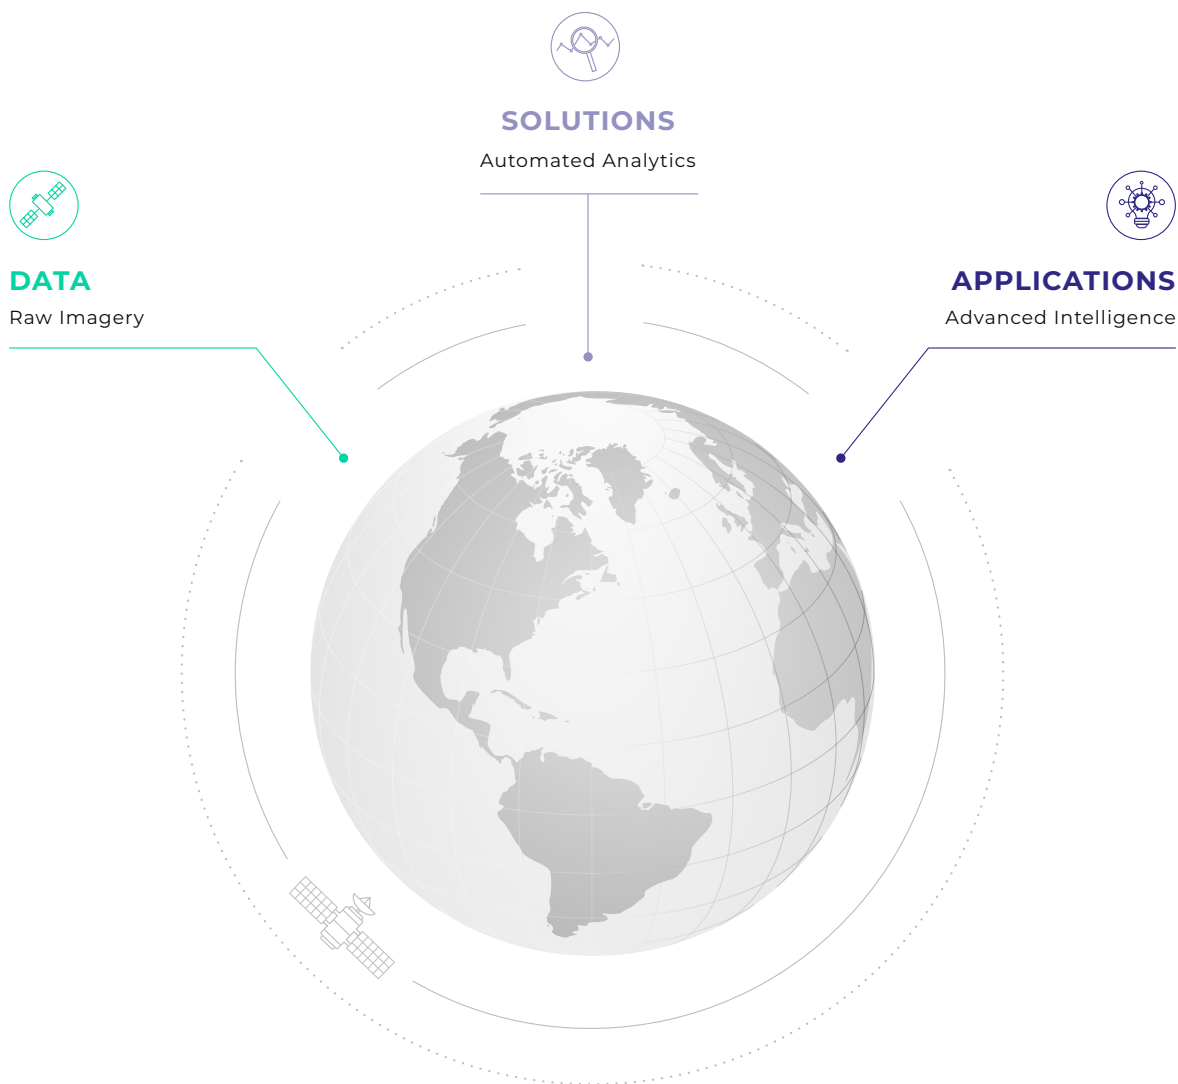 SOLUTIONS
Automated Analytics
DATA
Raw Imagery
APPLICATIONS
Advanced Intelligence